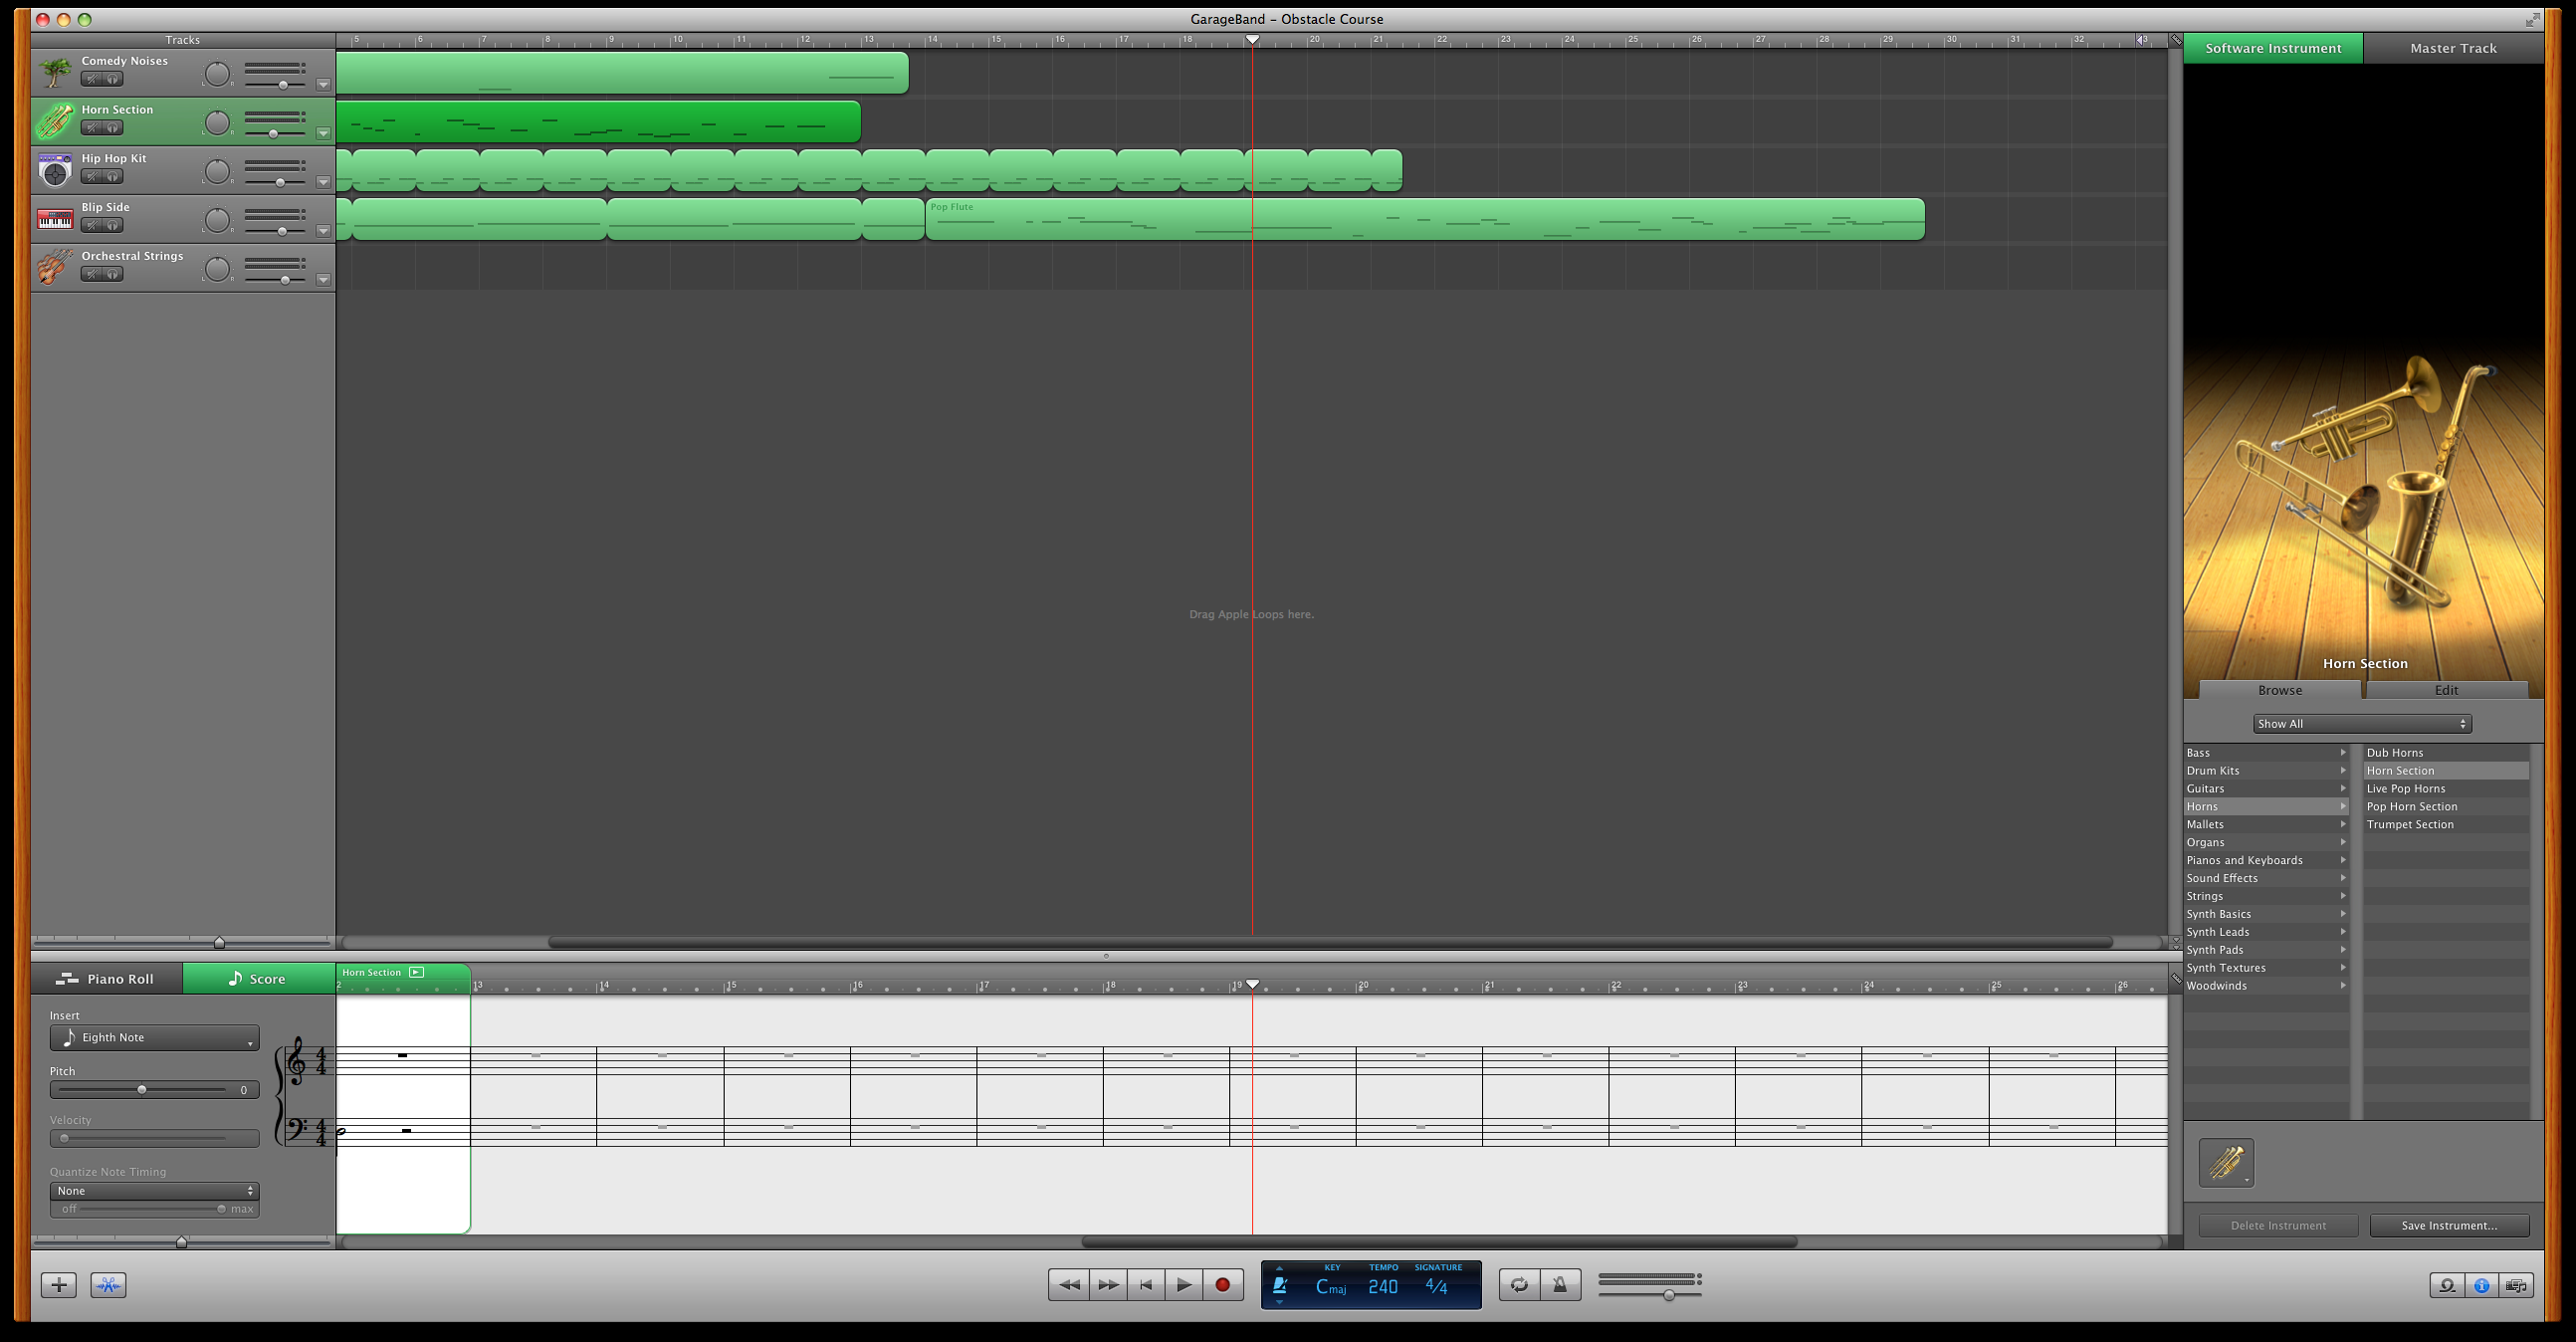 GarageBand – Obstacle Course
Tracks
5 6 7 8 9 10 11 12 13 14 15 16 17 18 20 21 22 23 24 25 26 27 28 29 30 31 32
Software Instrument
Master Track
Comedy Noises
Horn Section
Hip Hop Kit
Blip Side
Pop Flute
Orchestral Strings
Drag Apple Loops here.
Horn Section
Browse
Edit
Show All
Bass
Drum Kits
Guitars
Horns
Mallets
Organs
Pianos and Keyboards
Sound Effects
Strings
Synth Basics
Synth Leads
Synth Pads
Synth Textures
Woodwinds
Dub Horns
Horn Section
Live Pop Horns
Pop Horn Section
Trumpet Section
Piano Roll
Score
Horn Section
2 13 14 15 16 17 18 19 20 21 22 23 24 25 26
Insert
Eighth Note
Pitch
0
Velocity
Quantize Note Timing
None
off max
4
4
4
4
Delete Instrument
Save Instrument...
KEY TEMPO SIGNATURE
Cmaj 240 4/4